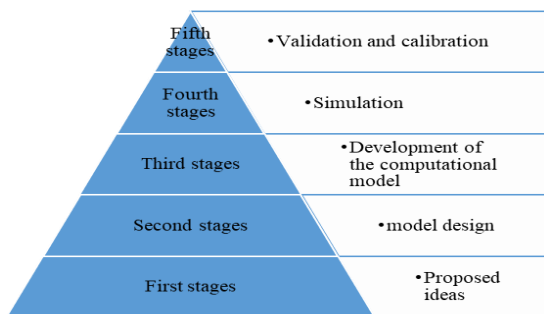 Fifth
stages
•Validation and calibration
Fourth
stages
•Simulation
Third stages
•Development of
the computational
model
Second stages
•model design
First stages
•Proposed
ideas